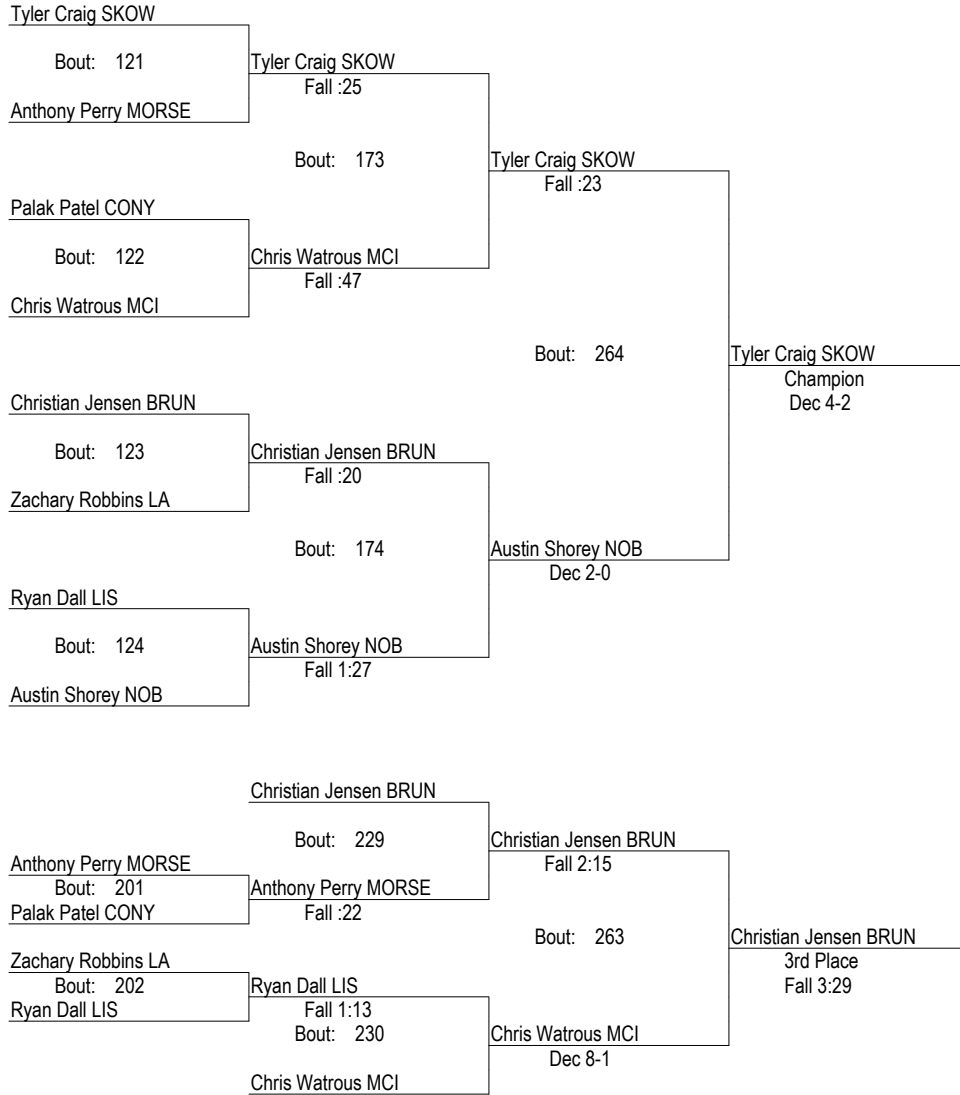 Tyler Craig SKOW
Bout: 121
Tyler Craig SKOW
Fall :25
Anthony Perry MORSE
Bout: 173
Tyler Craig SKOW
Fall :23
Palak Patel CONY
Bout: 122
Chris Watrous MCI
Fall :47
Chris Watrous MCI
Bout: 264
Tyler Craig SKOW
Champion
Dec 4-2
Christian Jensen BRUN
Bout: 123
Christian Jensen BRUN
Fall :20
Zachary Robbins LA
Bout: 174
Austin Shorey NOB
Dec 2-0
Ryan Dall LIS
Bout: 124
Austin Shorey NOB
Fall 1:27
Austin Shorey NOB
Christian Jensen BRUN
Bout: 229
Christian Jensen BRUN
Fall 2:15
Anthony Perry MORSE
Bout: 201
Anthony Perry MORSE
Fall :22
Palak Patel CONY
Bout: 263
Christian Jensen BRUN
3rd Place
Fall 3:29
Zachary Robbins LA
Bout: 202
Ryan Dall LIS
Fall 1:13
Ryan Dall LIS
Bout: 230
Chris Watrous MCI
Dec 8-1
Chris Watrous MCI